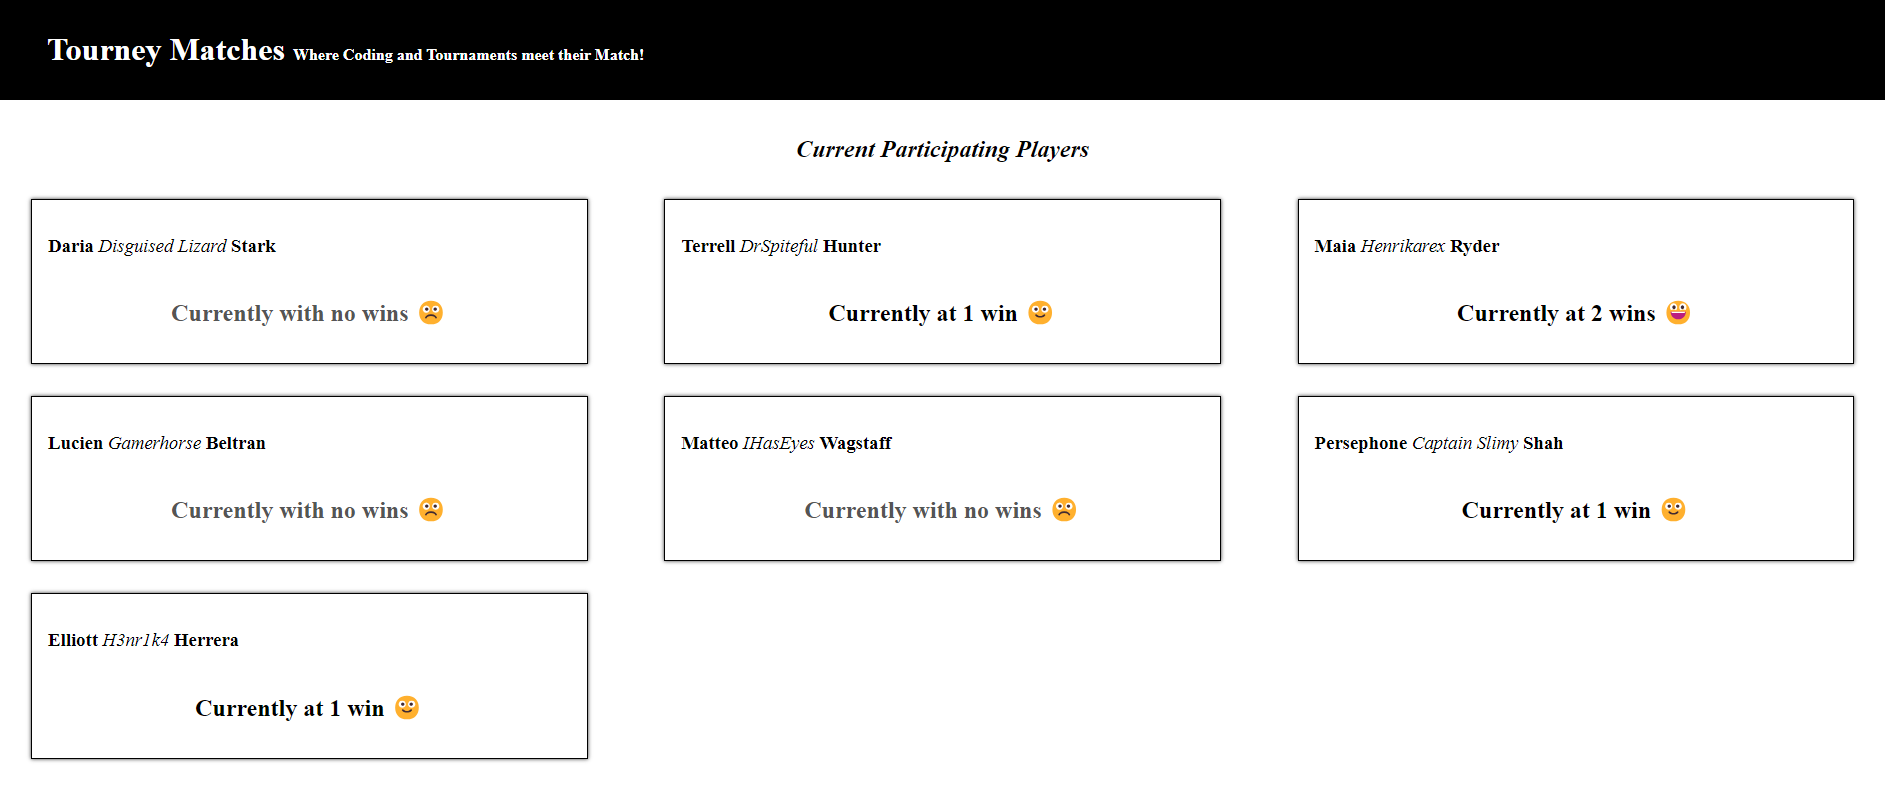 Tourney Matches Where Coding and Tournaments meet their Match!
Current Participating Players
Daria Disguised Lizard Stark
Currently with no wins
Terrell DrSpiteful Hunter
Currently at 1 win
Maia Henrikarex Ryder
Currently at 2 wins
Lucien Gamerhorse Beltran
Currently with no wins
Matteo IHasEyes Wagstaff
Currently with no wins
Persephone Captain Slimy Shah
Currently at 1 win
Elliott H3nr1k4 Herrera
Currently at 1 win